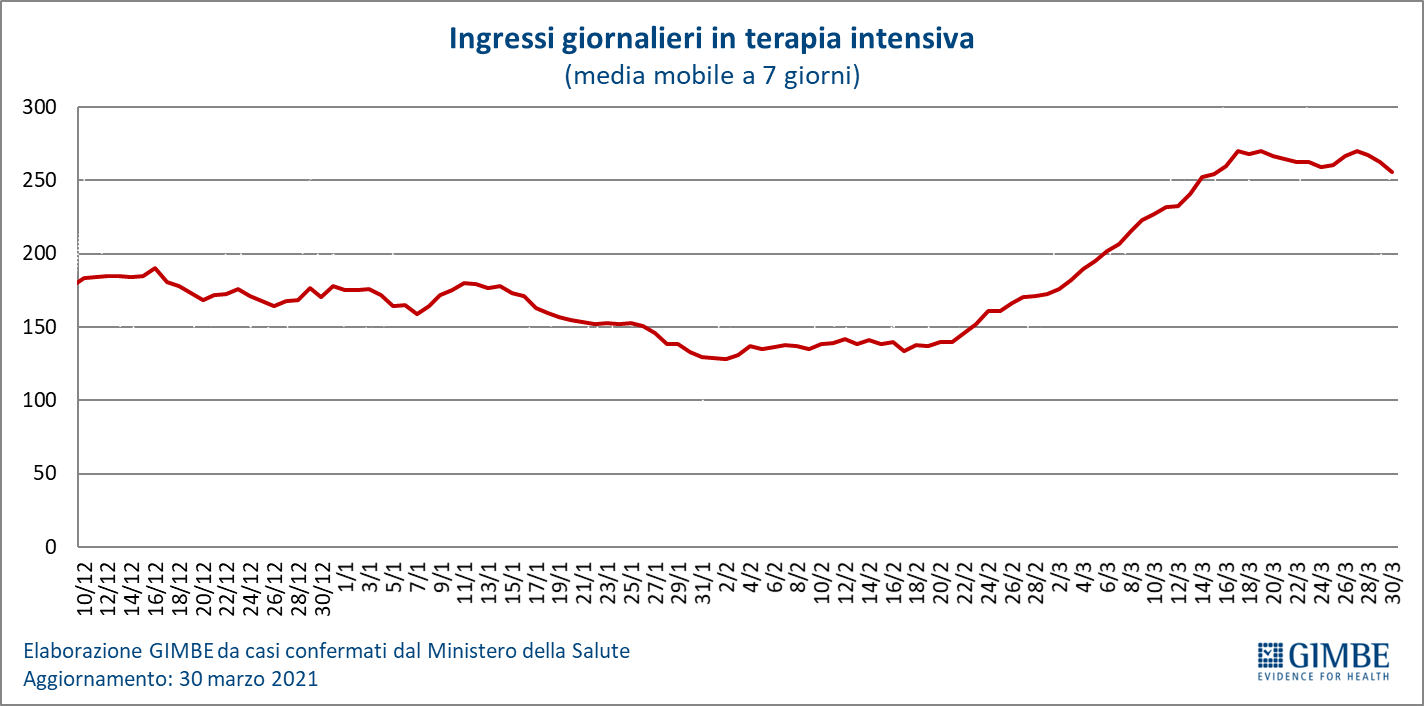 Ingressi giornalieri in terapia intensiva
(media mobile a 7 giorni)
300
250
200
150
100
50
0
10/12 12/12 14/12 16/12 18/12 20/12 22/12 24/12 26/12 28/12 30/12 1/1 3/1 5/1 7/1 9/1 11/1 13/1 15/1 17/1 19/1 21/1 23/1 25/1 27/1 29/1 31/1 2/2 4/2 6/2 8/2 10/2 12/2 14/2 16/2 18/2 20/2 22/2 24/2 26/2 28/2 2/3 4/3 6/3 8/3 10/3 12/3 14/3 16/3 18/3 20/3 22/3 24/3 26/3 28/3 30/3
Elaborazione GIMBE da casi confermati dal Ministero della Salute
Aggiornamento: 30 marzo 2021
GIMBE
EVIDENCE FOR HEALTH